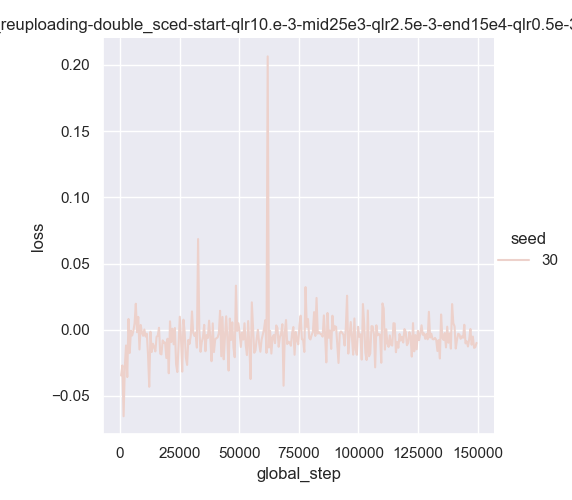 _reuploading-double_sced-start-qlr10.e-3-mid25e3-qlr2.5e-3-end15e4-qlr0.5e-3
0.20
0.15
0.10
0.05
0.00
−0.05
loss
0 25000 50000 75000 100000 125000 150000
global_step
seed
30